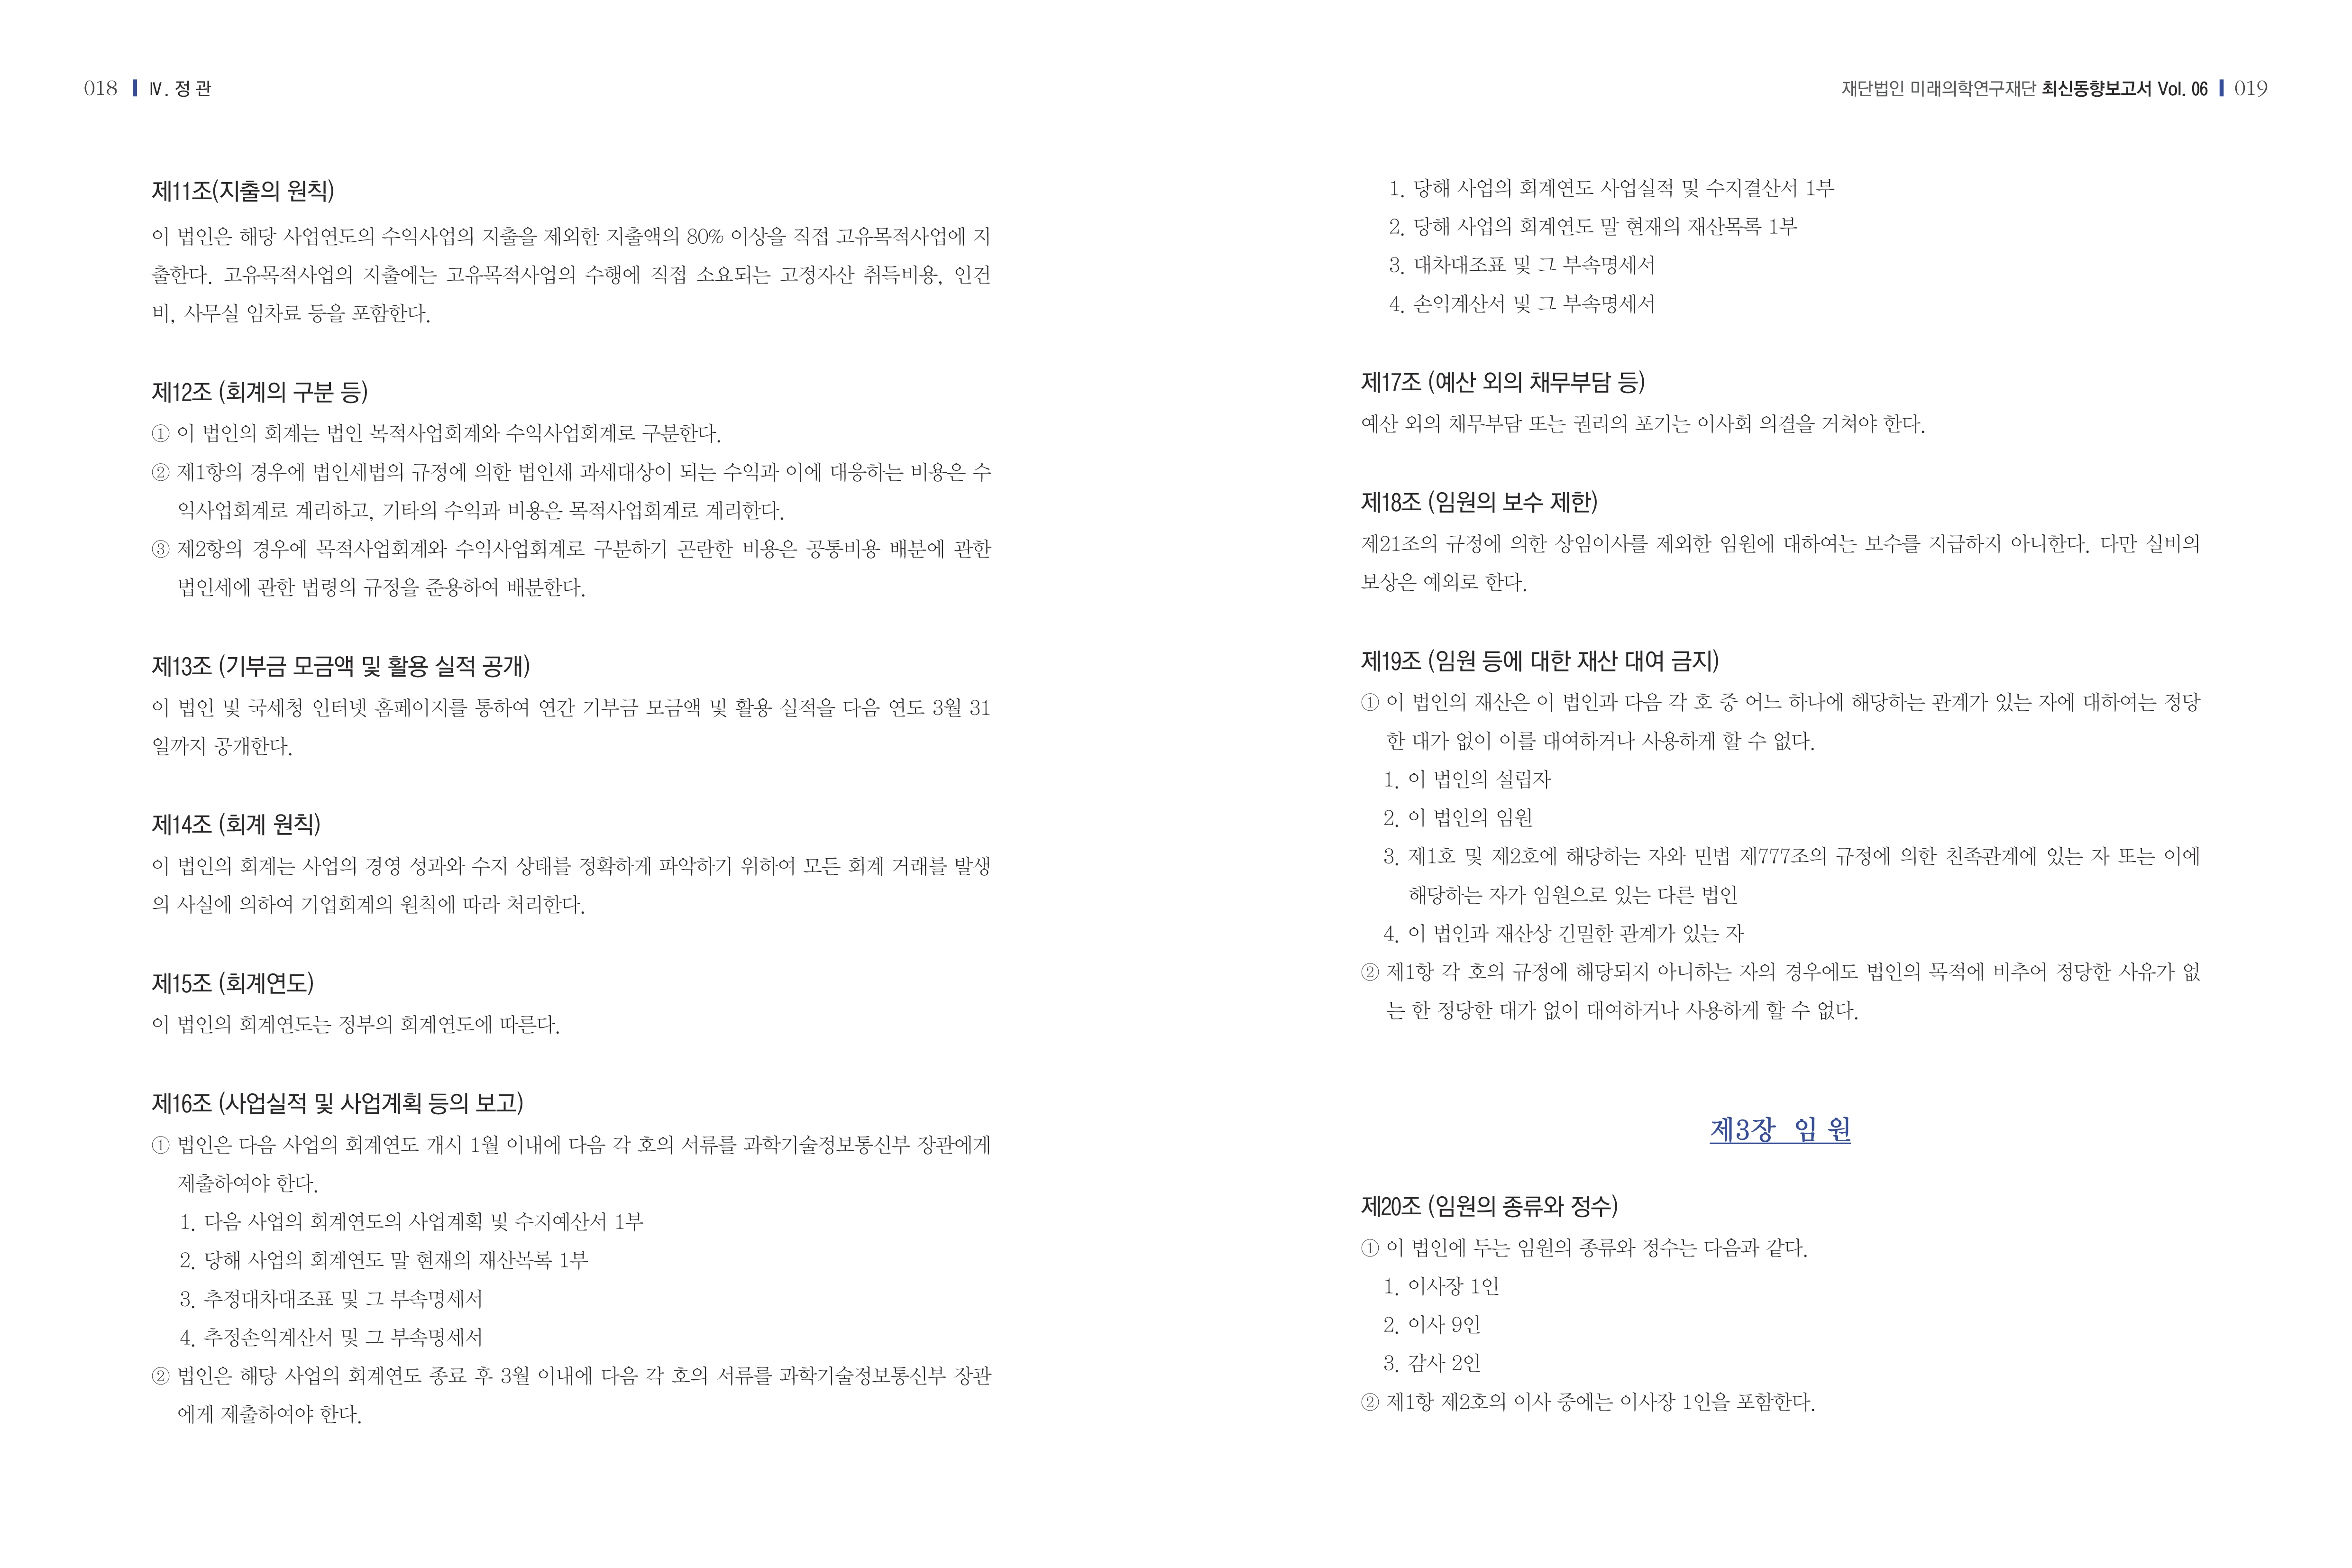 018 Ⅳ. 정 관
제11조(지출의 원칙)
이 법인은 해당 사업연도의 수익사업의 지출을 제외한 지출액의 80% 이상을 직접 고유목적사업에 지
출한다. 고유목적사업의 지출에는 고유목적사업의 수행에 직접 소요되는 고정자산 취득비용, 인건
비, 사무실 임차료 등을 포함한다.
제12조 (회계의 구분 등)
① 이 법인의 회계는 법인 목적사업회계와 수익사업회계로 구분한다.
② 제1항의 경우에 법인세법의 규정에 의한 법인세 과세대상이 되는 수익과 이에 대응하는 비용은 수
익사업회계로 계리하고, 기타의 수익과 비용은 목적사업회계로 계리한다.
③ 제2항의 경우에 목적사업회계와 수익사업회계로 구분하기 곤란한 비용은 공통비용 배분에 관한
법인세에 관한 법령의 규정을 준용하여 배분한다.
제13조 (기부금 모금액 및 활용 실적 공개)
이 법인 및 국세청 인터넷 홈페이지를 통하여 연간 기부금 모금액 및 활용 실적을 다음 연도 3월 31
일까지 공개한다.
제14조 (회계 원칙)
이 법인의 회계는 사업의 경영 성과와 수지 상태를 정확하게 파악하기 위하여 모든 회계 거래를 발생
의 사실에 의하여 기업회계의 원칙에 따라 처리한다.
제15조 (회계연도)
이 법인의 회계연도는 정부의 회계연도에 따른다.
제16조 (사업실적 및 사업계획 등의 보고)
① 법인은 다음 사업의 회계연도 개시 1월 이내에 다음 각 호의 서류를 과학기술정보통신부 장관에게
제출하여야 한다.
1. 다음 사업의 회계연도의 사업계획 및 수지예산서 1부
2. 당해 사업의 회계연도 말 현재의 재산목록 1부
3. 추정대차대조표 및 그 부속명세서
4. 추정손익계산서 및 그 부속명세서
② 법인은 해당 사업의 회계연도 종료 후 3월 이내에 다음 각 호의 서류를 과학기술정보통신부 장관
에게 제출하여야 한다.
재단법인 미래의학연구재단 최신동향보고서 Vol. 06 019
1. 당해 사업의 회계연도 사업실적 및 수지결산서 1부
2. 당해 사업의 회계연도 말 현재의 재산목록 1부
3. 대차대조표 및 그 부속명세서
4. 손익계산서 및 그 부속명세서
제17조 (예산 외의 채무부담 등)
예산 외의 채무부담 또는 권리의 포기는 이사회 의결을 거쳐야 한다.
제18조 (임원의 보수 제한)
제21조의 규정에 의한 상임이사를 제외한 임원에 대하여는 보수를 지급하지 아니한다. 다만 실비의
보상은 예외로 한다.
제19조 (임원 등에 대한 재산 대여 금지)
① 이 법인의 재산은 이 법인과 다음 각 호 중 어느 하나에 해당하는 관계가 있는 자에 대하여는 정당
한 대가 없이 이를 대여하거나 사용하게 할 수 없다.
1. 이 법인의 설립자
2. 이 법인의 임원
3. 제1호 및 제2호에 해당하는 자와 민법 제777조의 규정에 의한 친족관계에 있는 자 또는 이에
해당하는 자가 임원으로 있는 다른 법인
4. 이 법인과 재산상 긴밀한 관계가 있는 자
② 제1항 각 호의 규정에 해당되지 아니하는 자의 경우에도 법인의 목적에 비추어 정당한 사유가 없
는 한 정당한 대가 없이 대여하거나 사용하게 할 수 없다.
제3장 임 원
제20조 (임원의 종류와 정수)
① 이 법인에 두는 임원의 종류와 정수는 다음과 같다.
1. 이사장 1인
2. 이사 9인
3. 감사 2인
② 제1항 제2호의 이사 중에는 이사장 1인을 포함한다.